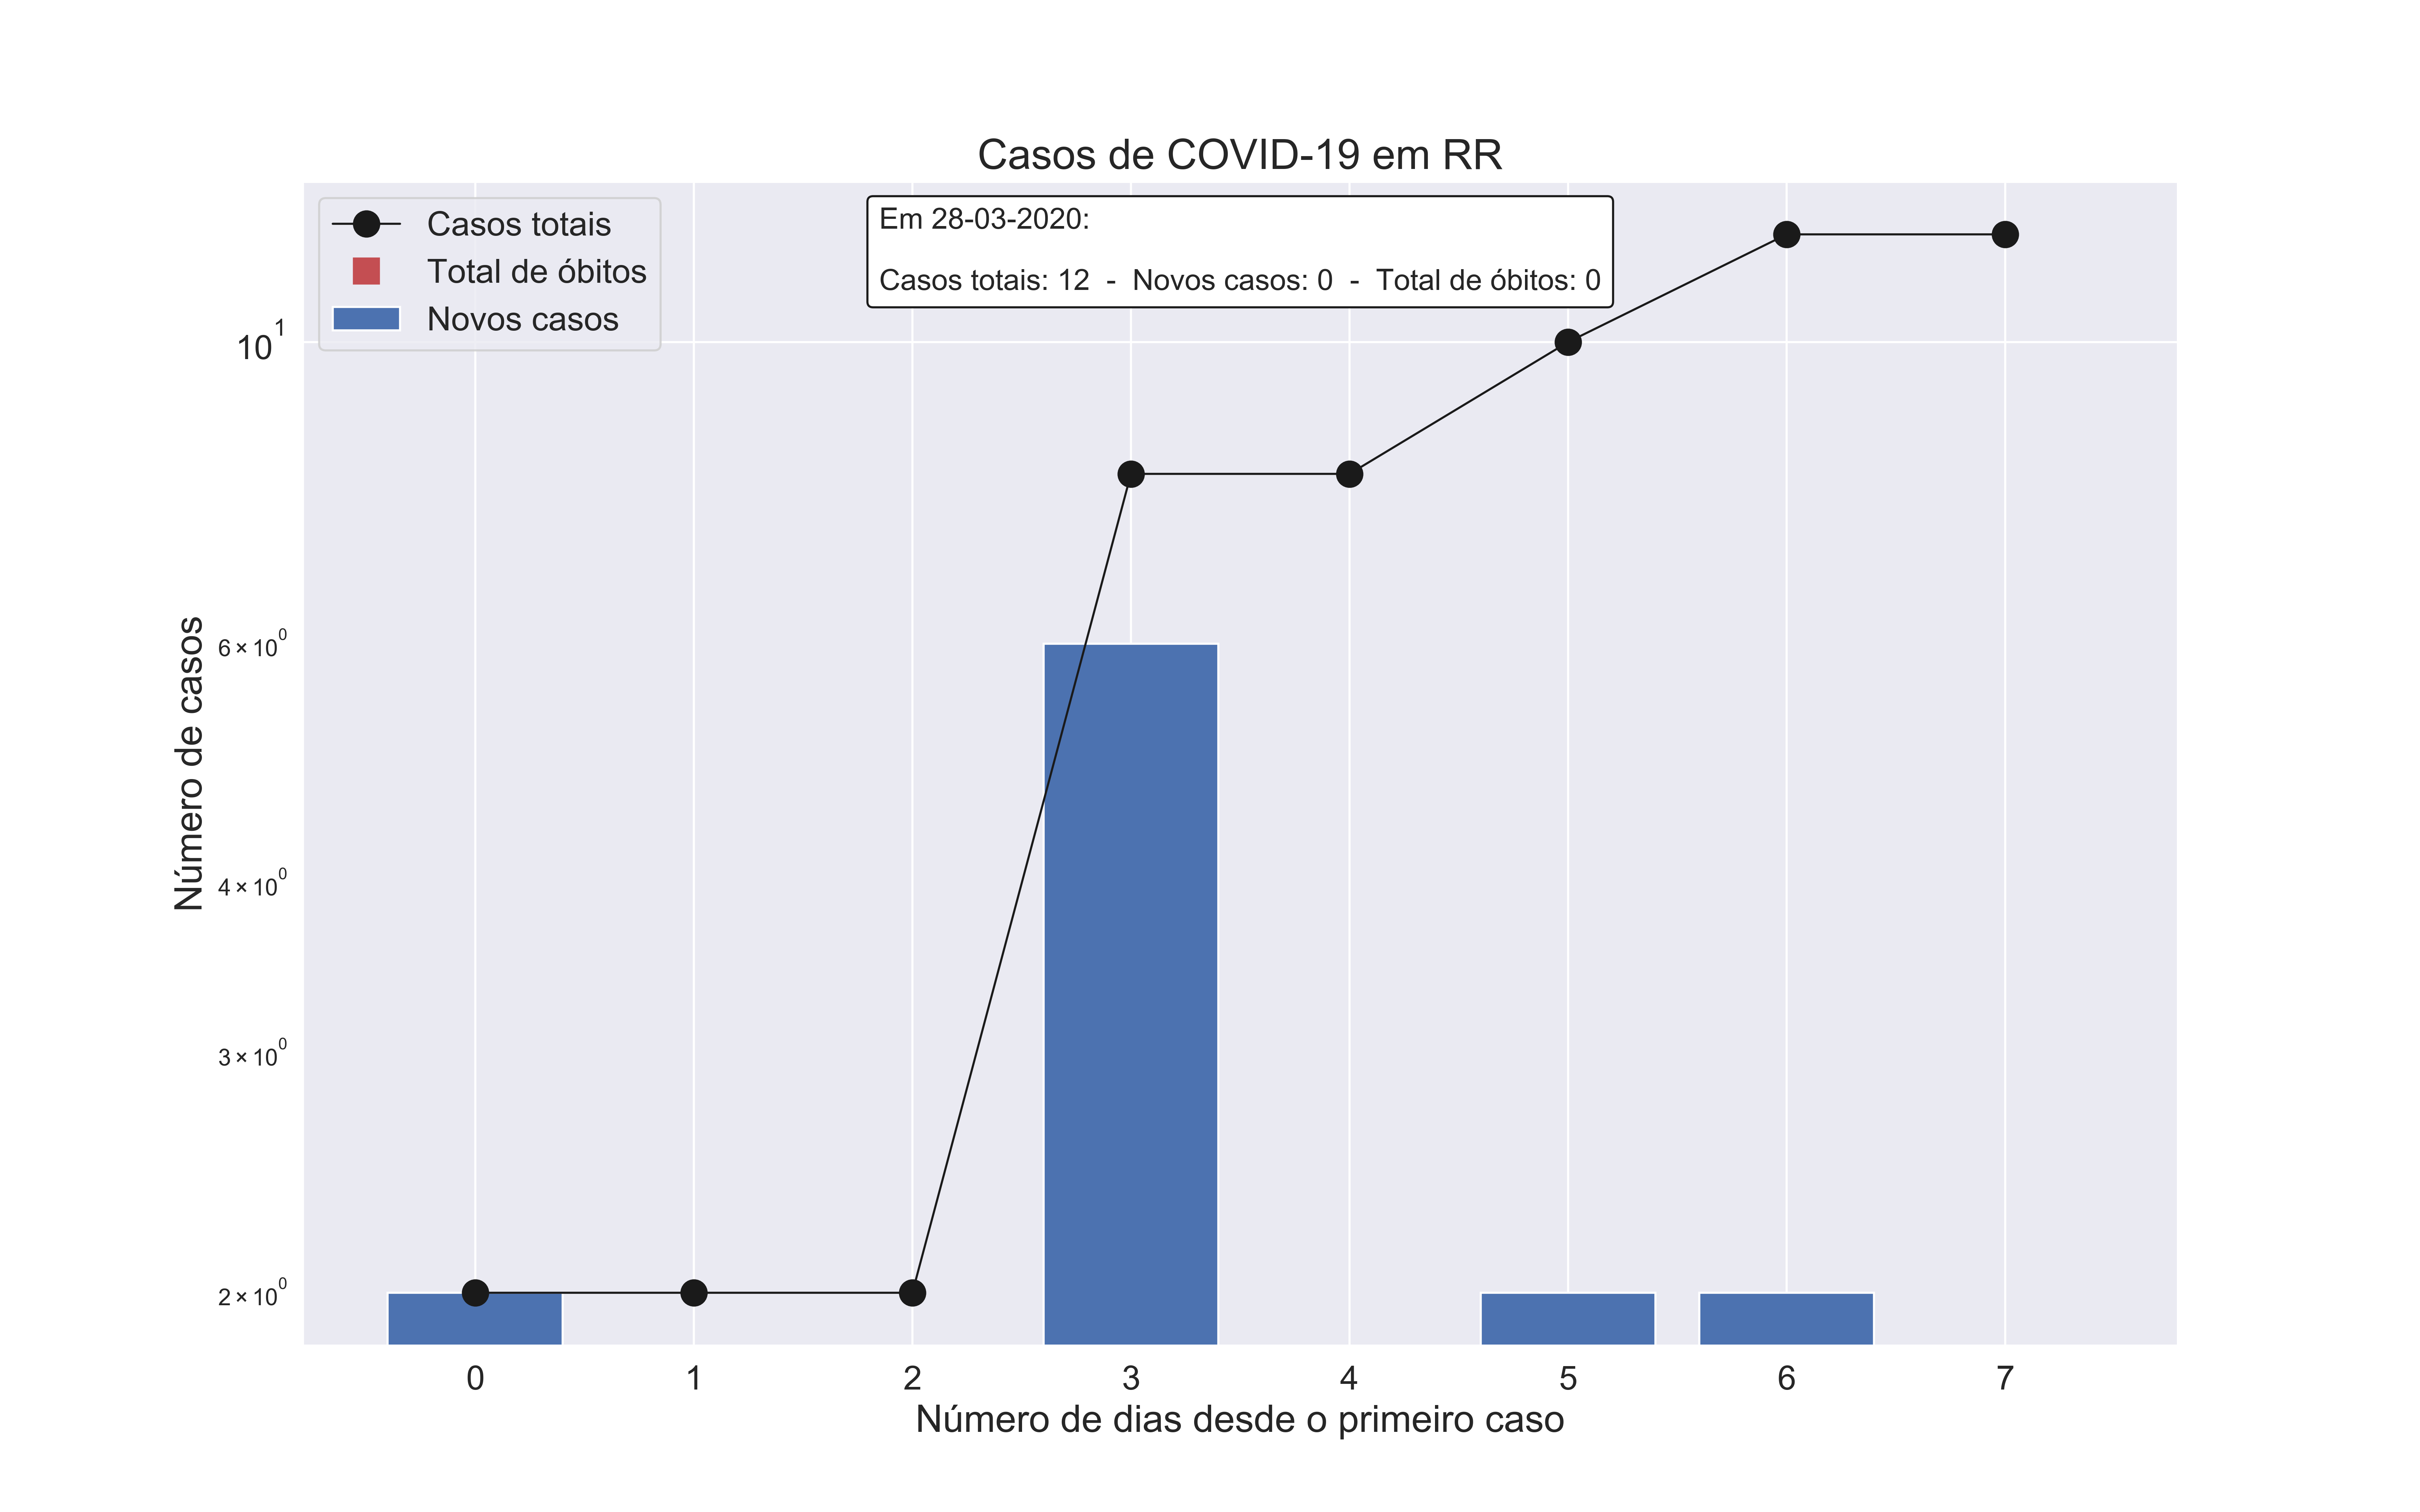 Casos de COVID-19 em RR
Casos totais
Total de óbitos
Novos casos
Em 28-03-2020:
Casos totais: 12 - Novos casos: 0 - Total de óbitos: 0
Número de casos
10¹
6 × 10⁰
4 × 10⁰
3 × 10⁰
2 × 10⁰
0 1 2 3 4 5 6 7
Número de dias desde o primeiro caso